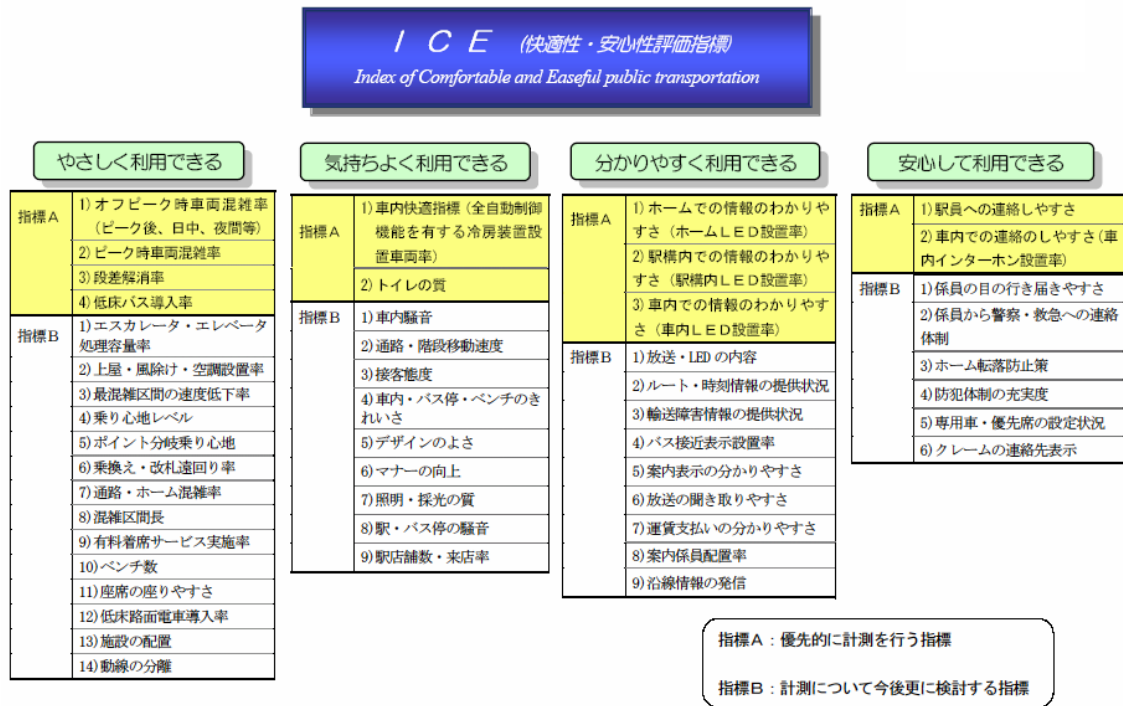 ＩＣＥ (快適性・安心性評価指標)
Index of Comfortable and Easeful public transportation
やさしく利用できる
指標Ａ
1)オフピーク時車両混雑率
(ピーク後、日中、夜間等)
2)ピーク時車両混雑率
3)段差解消率
4)低床バス導入率
指標Ｂ
1)エスカレータ・エレベータ
処理容量率
2)上屋・風除け・空調設置率
3)最混雑区間の速度低下率
4)乗り心地レベル
5)ポイント分岐乗り心地
6)乗換え・改札遠回り率
7)通路・ホーム混雑率
8)混雑区間長
9)有料着席サービス実施率
10)ベンチ数
11)座席の座りやすさ
12)低床路面電車導入率
13)施設の配置
14)動線の分離
気持ちよく利用できる
指標Ａ
1)車内快適指標(全自動制御
機能を有する冷房装置設
置車両率)
2)トイレの質
指標Ｂ
1)車内騒音
2)通路・階段移動速度
3)接客態度
4)車内・バス停・ベンチのき
れいさ
5)デザインのよさ
6)マナーの向上
7)照明・採光の質
8)駅・バス停の騒音
9)駅店舗数・来店率
分かりやすく利用できる
指標Ａ
1)ホームでの情報のわかりや
すさ(ホームＬＥＤ設置率)
2)駅構内での情報のわかりや
すさ(駅構内ＬＥＤ設置率)
3)車内での情報のわかりやす
さ(車内ＬＥＤ設置率)
指標Ｂ
1)放送・LEDの内容
2)ルート・時刻情報の提供状況
3)輸送障害情報の提供状況
4)バス接近表示設置率
5)案内表示の分かりやすさ
6)放送の聞き取りやすさ
7)運賃支払いの分かりやすさ
8)案内係員配置率
9)沿線情報の発信
安心して利用できる
指標Ａ
1)駅員への連絡しやすさ
2)車内での連絡のしやすさ(車
内インターホン設置率)
指標Ｂ
1)係員の目の行き届きやすさ
2)係員から警察・救急への連絡
体制
3)ホーム転落防止策
4)防犯体制の充実度
5)専用車・優先席の設定状況
6)クレームの連絡先表示
指標Ａ：優先的に計測を行う指標
指標Ｂ：計測について今後更に検討する指標